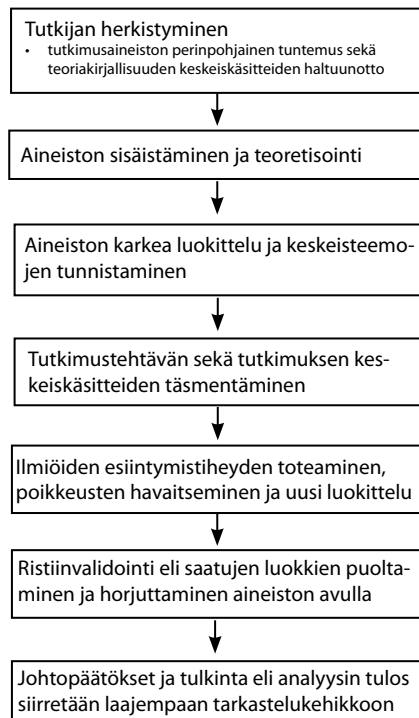 Tutkijan herkistyminen
• tutkimusaineiston perinpohjainen tuntemus sekä
teoriakirjallisuuden keskeiskäsitteiden haltuunotto
Aineiston sisäistäminen ja teoretisointi
Aineiston karkea luokittelu ja keskeisteemo-
jen tunnistaminen
Tutkimustehtävän sekä tutkimuksen kes-
keiskäsitteiden täsmentäminen
Ilmiöiden esiintymistiheyden toteaminen,
poikkeusten havaitseminen ja uusi luokittelu
Ristiinvalidointi eli saatujen luokkien puolta-
minen ja horjuttaminen aineiston avulla
Johtopäätökset ja tulkinta eli analyysin tulos
siirretään laajempaan tarkastelukehikkoon